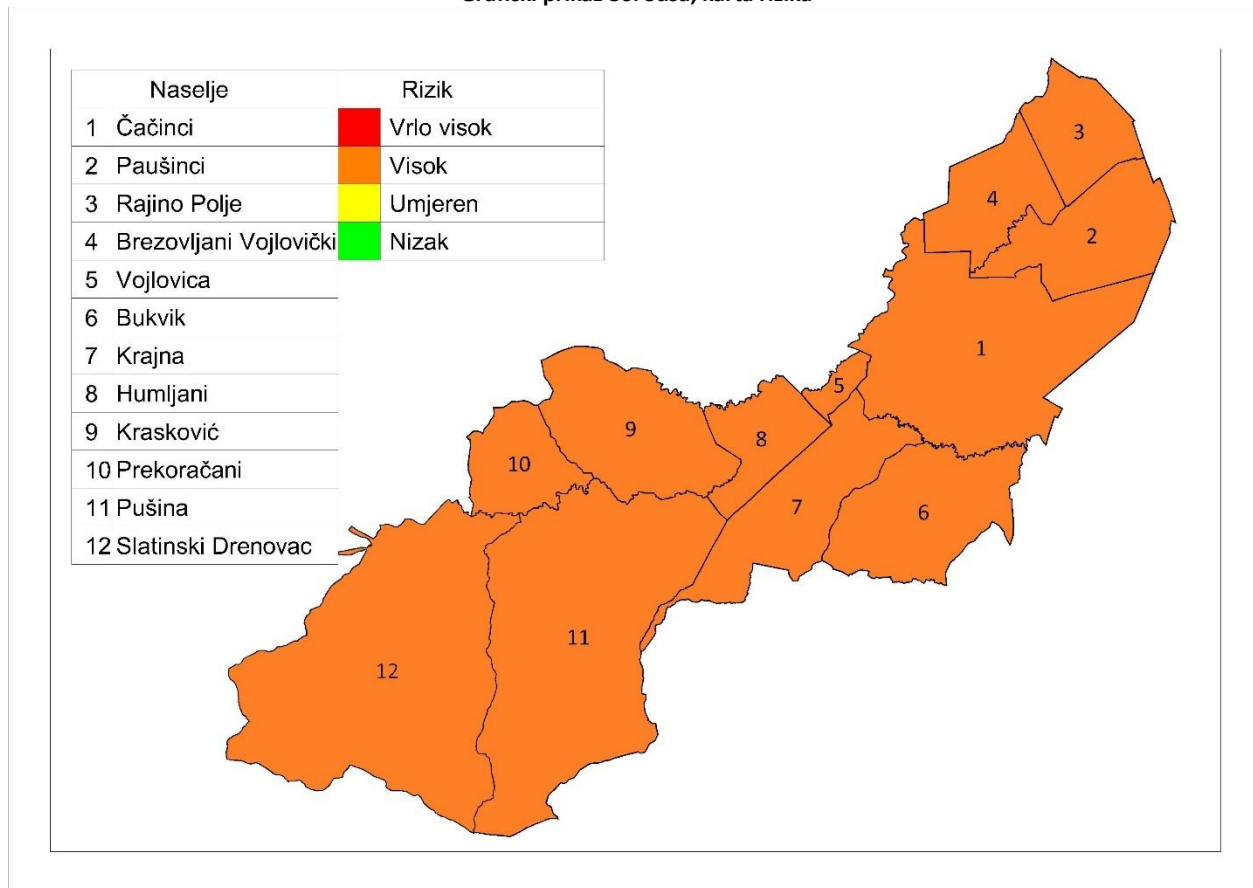 Naselje Rizik
1 Čačinci Vrlo visok
2 Paušinci Visok
3 Rajino Polje Umjeren
4 Brezovljani Vojlovički Nizak
5 Vojlovica
6 Bukvik
7 Krajna
8 Humljani
9 Krasković
10 Prekoračani
11 Pušina
12 Slatinski Drenovac
3
4
2
1
5
9
8
10
7
6
11
12